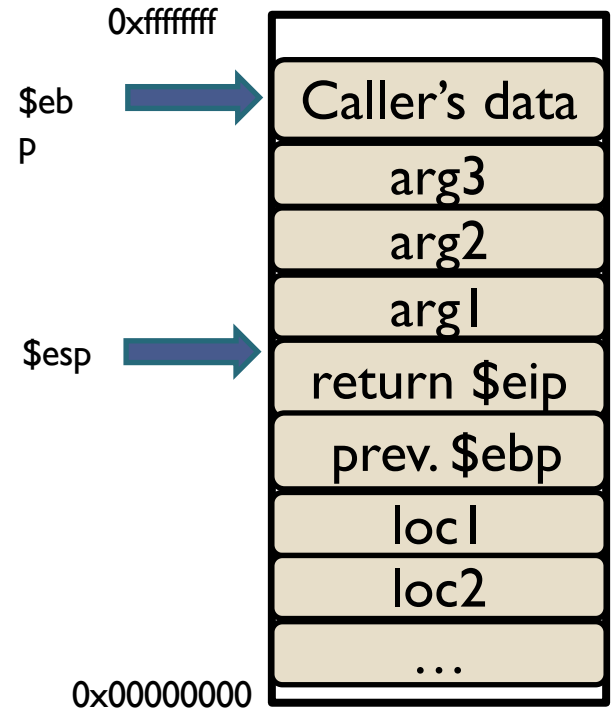 0xffffffff
$eb
p
Caller’s data
arg3
arg2
arg1
$esp
return $eip
prev. $ebp
loc1
loc2
…
0x00000000